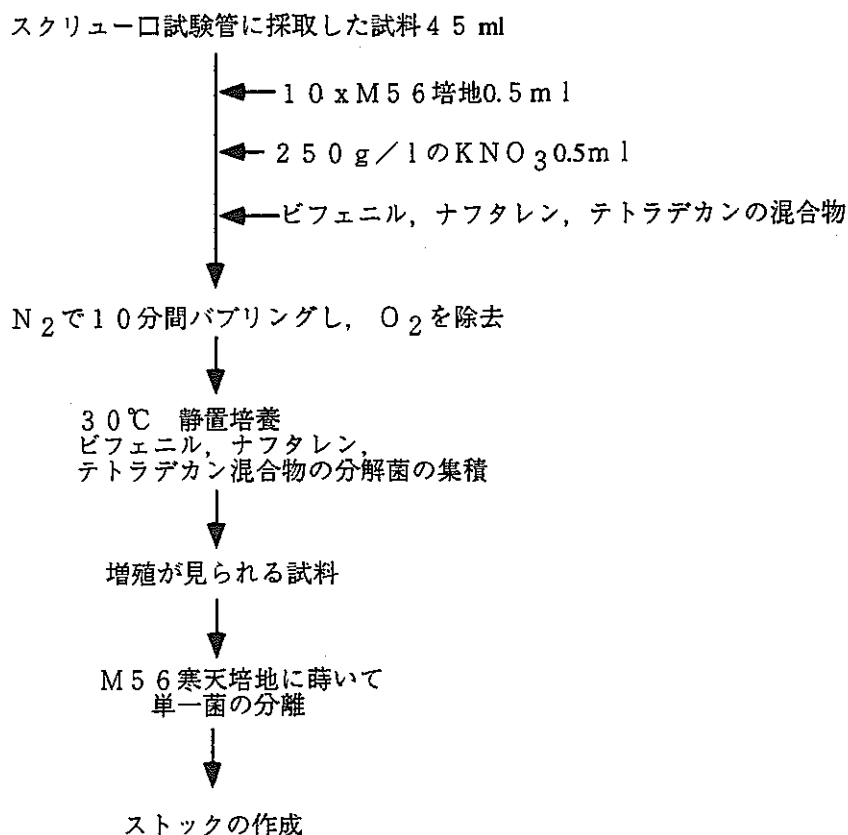 スクリュー口試験管に採取した試料４５ml
１０ｘＭ５６培地0.5ｍｌ
２５０ｇ／ｌのＫＮＯ3 0.5ｍｌ
ビフェニル，ナフタレン，テトラデカンの混合物
Ｎ2で１０分間バブリングし，Ｏ2を除去
３０℃　静置培養
ビフェニル，ナフタレン，
テトラデカン混合物の分解菌の集積
増殖が見られる試料
Ｍ５６寒天培地に蒔いて
単一菌の分離
ストックの作成